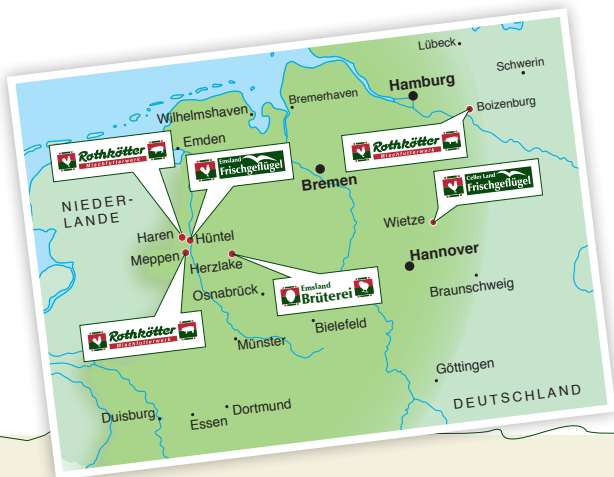 Lübeck
Schwerin
Hamburg
Bremerhaven
Boizenburg
Wilhelmshaven
Emden
Rothkötter
Mischfutterwerk
Emsland
Frischgeflügel
Rothkötter
Mischfutterwerk
Bremen
Celler Land
Frischgeflügel
NIEDER-
LANDE
Wietze
Haren
Hüntel
Meppen
Herzlake
Hannover
Osnabrück
Emsland
Brüterei
Braunschweig
Rothkötter
Mischfutterwerk
Bielefeld
Münster
Göttingen
Duisburg
Essen
Dortmund
DEUTSCHLAND